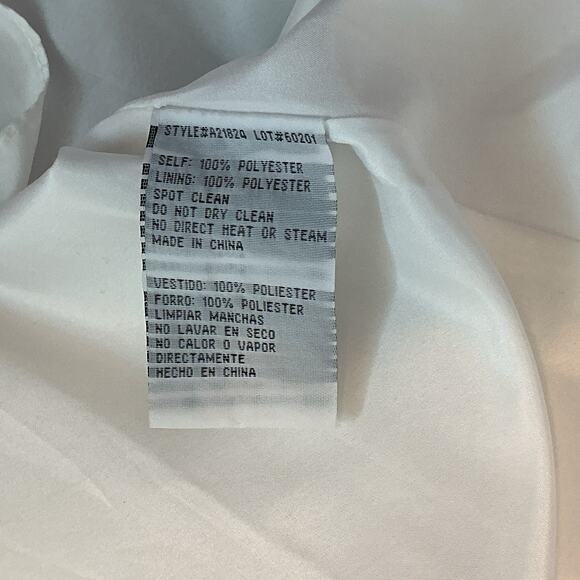 STYLE#A2182Q LOT#60201
SELF: 100% POLYESTER
LINING: 100% POLYESTER
SPOT CLEAN
DO NOT DRY CLEAN
NO DIRECT HEAT OR STEAM
MADE IN CHINA
VESTIDO: 100% POLIESTER
FORRO: 100% POLIESTER
LIMPIAR MANCHAS
NO LAVAR EN SECO
NO CALOR O VAPOR
DIRECTAMENTE
HECHO EN CHINA